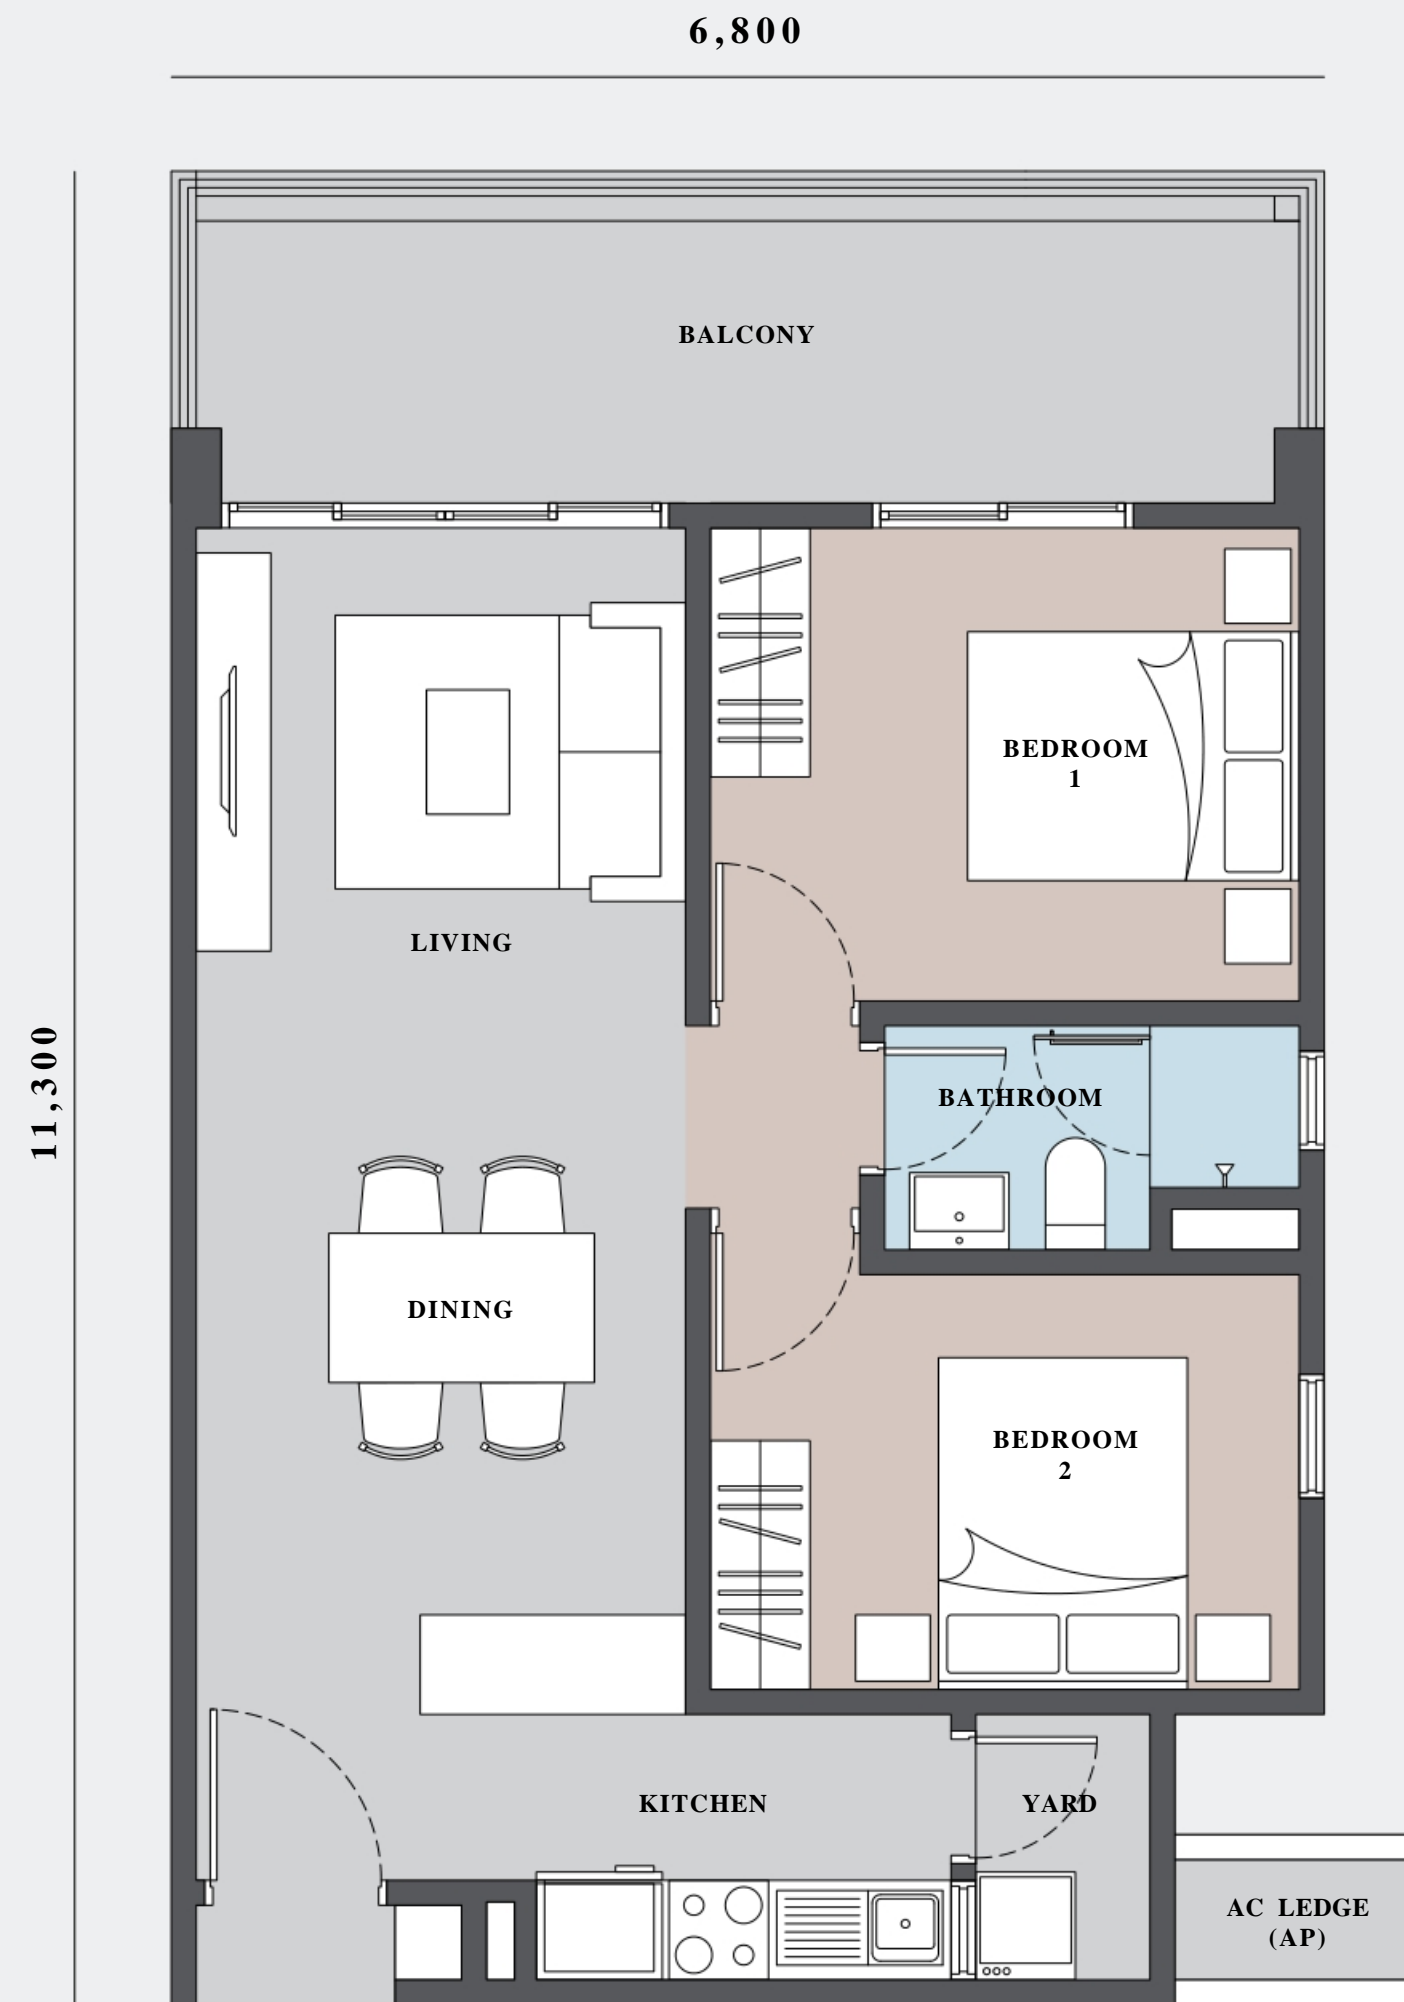 6,800
BALCONY
BEDROOM
1
LIVING
11,300
BATHROOM
DINING
BEDROOM
2
KITCHEN
YARD
AC LEDGE
(AP)